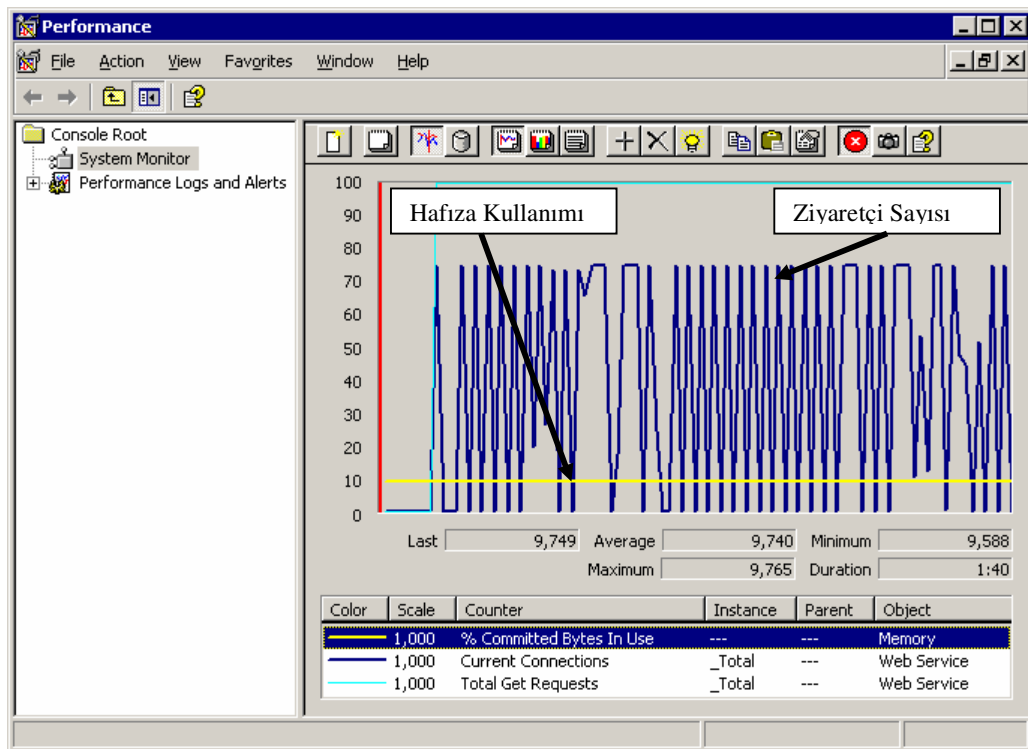 Performance
File Action View Favorites Window Help
Console Root
System Monitor
Performance Logs and Alerts
100
90
80
70
60
50
40
30
20
10
0
Hafıza Kullanımı
Ziyaretçi Sayısı
Last 9,749 Average 9,740 Minimum 9,588
Maximum 9,765 Duration 1:40
Color Scale Counter Instance Parent Object
1,000 % Committed Bytes In Use --- --- Memory
1,000 Current Connections _Total --- Web Service
1,000 Total Get Requests _Total --- Web Service